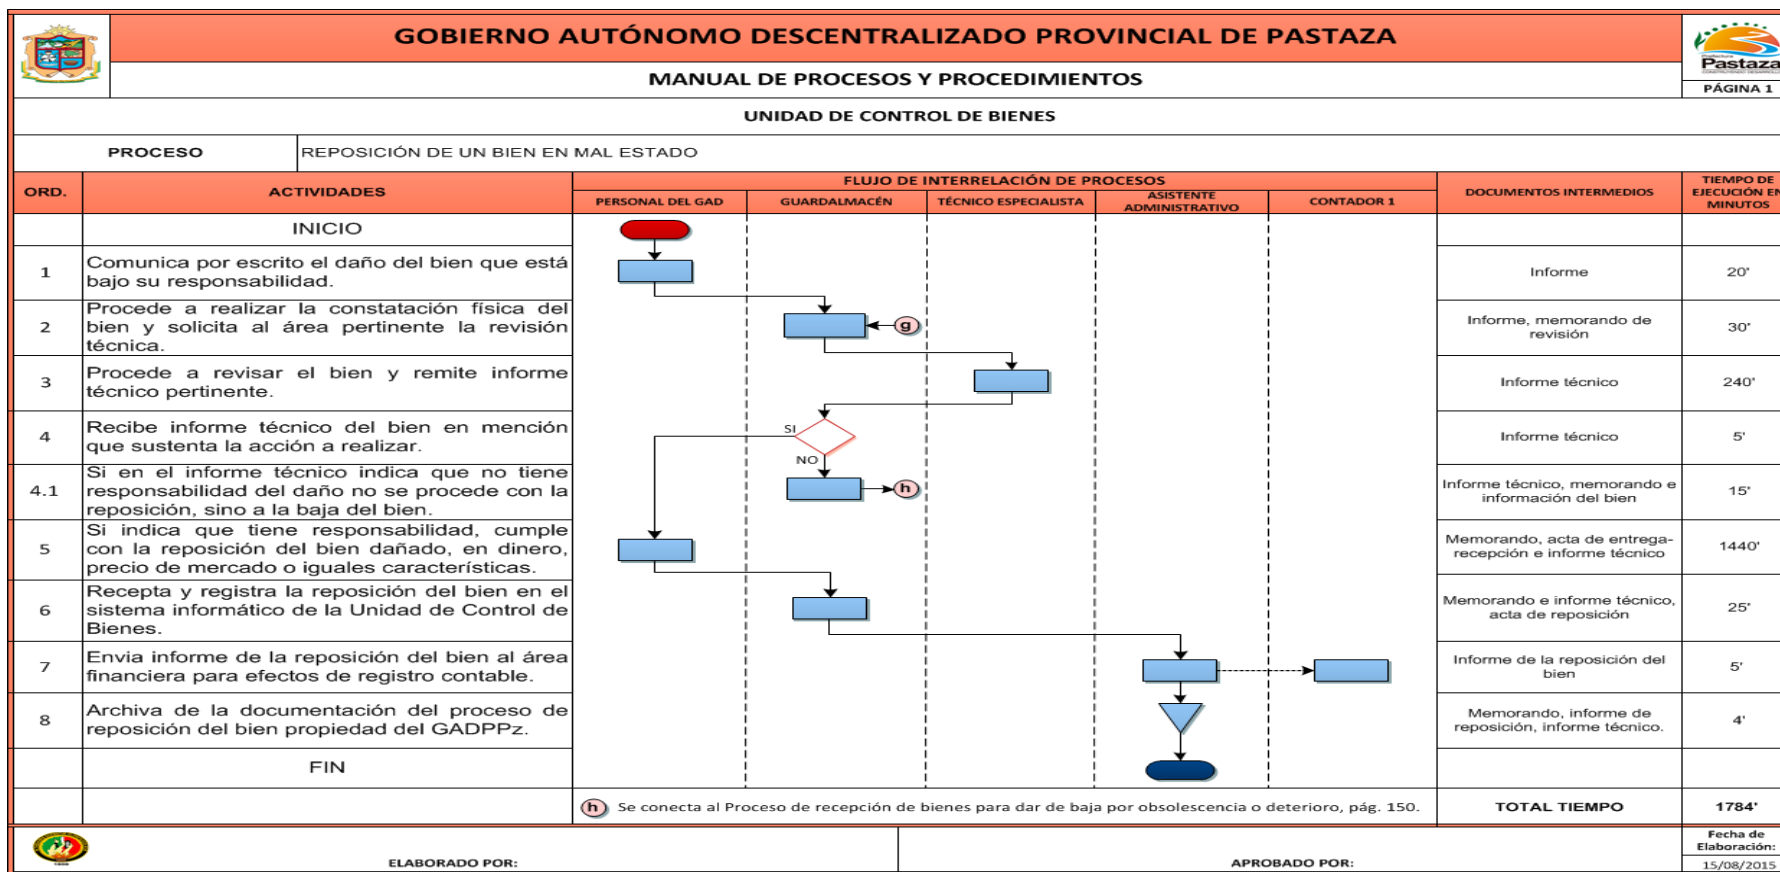 GOBIERNO AUTÓNOMO DESCENTRALIZADO PROVINCIAL DE PASTAZA
MANUAL DE PROCESOS Y PROCEDIMIENTOS
Pastaza
PÁGINA 1
UNIDAD DE CONTROL DE BIENES
PROCESO
REPOSICIÓN DE UN BIEN EN MAL ESTADO
ORD.
ACTIVIDADES
FLUJO DE INTERRELACIÓN DE PROCESOS
PERSONAL DEL GAD
GUARDALMACÉN
TÉCNICO ESPECIALISTA
ASISTENTE
ADMINISTRATIVO
CONTADOR 1
DOCUMENTOS INTERMEDIOS
TIEMPO DE
EJECUCIÓN EN
MINUTOS
INICIO
1
Comunica por escrito el daño del bien que está
bajo su responsabilidad.
Informe
20'
2
Procede a realizar la constatación física del
bien y solicita al área pertinente la revisión
técnica.
g
Informe, memorando de
revisión
30'
3
Procede a revisar el bien y remite informe
técnico pertinente.
Informe técnico
240'
4
Recibe informe técnico del bien en mención
que sustenta la acción a realizar.
SI
NO
Informe técnico
5'
4.1
Si en el informe técnico indica que no tiene
responsabilidad del daño no se procede con la
reposición, sino a la baja del bien.
h
Informe técnico, memorando e
información del bien
15'
5
Si indica que tiene responsabilidad, cumple
con la reposición del bien dañado, en dinero,
precio de mercado o iguales características.
Memorando, acta de entrega-
recepción e informe técnico
1440'
6
Recepta y registra la reposición del bien en el
sistema informático de la Unidad de Control de
Bienes.
Memorando e informe técnico,
acta de reposición
25'
7
Envia informe de la reposición del bien al área
financiera para efectos de registro contable.
Informe de la reposición del
bien
5'
8
Archiva de la documentación del proceso de
reposición del bien propiedad del GADPPz.
Memorando, informe de
reposición, informe técnico.
4'
FIN
h Se conecta al Proceso de recepción de bienes para dar de baja por obsolescencia o deterioro, pág. 150.
TOTAL TIEMPO
1784'
ELABORADO POR:
APROBADO POR:
Fecha de
Elaboración:
15/08/2015